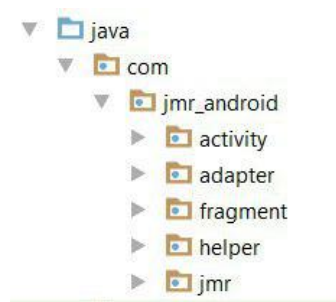 java
com
jmr_android
activity
adapter
fragment
helper
jmr